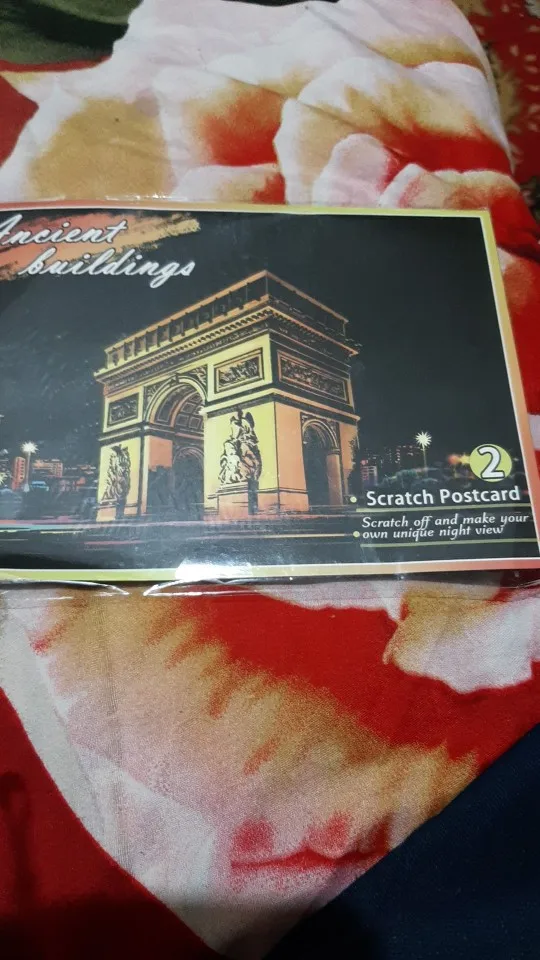 Ancient
buildings
2
Scratch Postcard
Scratch off and make your
own unique night view